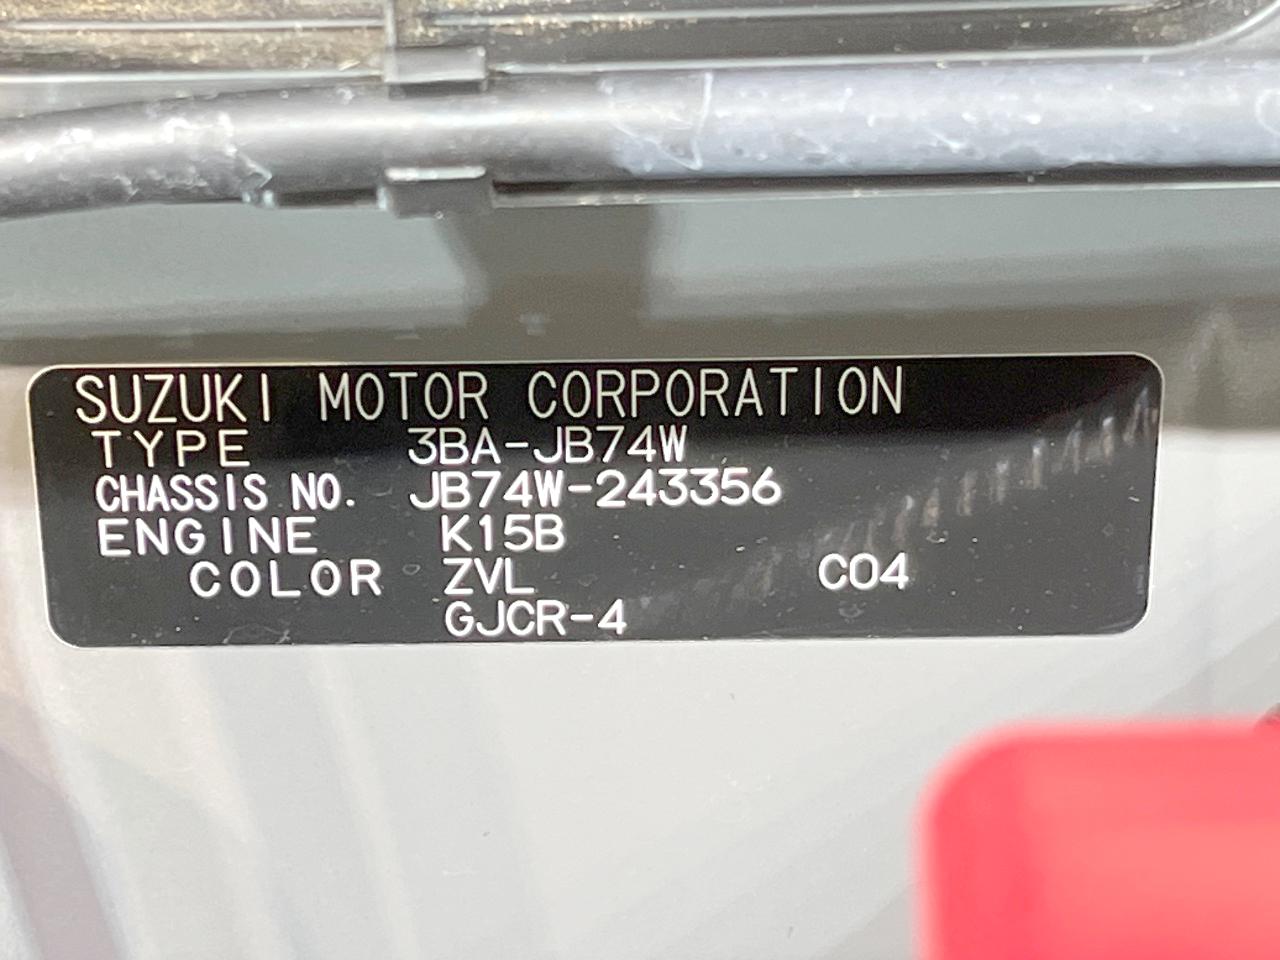 SUZUKI MOTOR CORPORATION
TYPE 3BA-JB74W
CHASSIS NO. JB74W-243356
ENGINE K15B
COLOR ZVL C04
GJCR-4